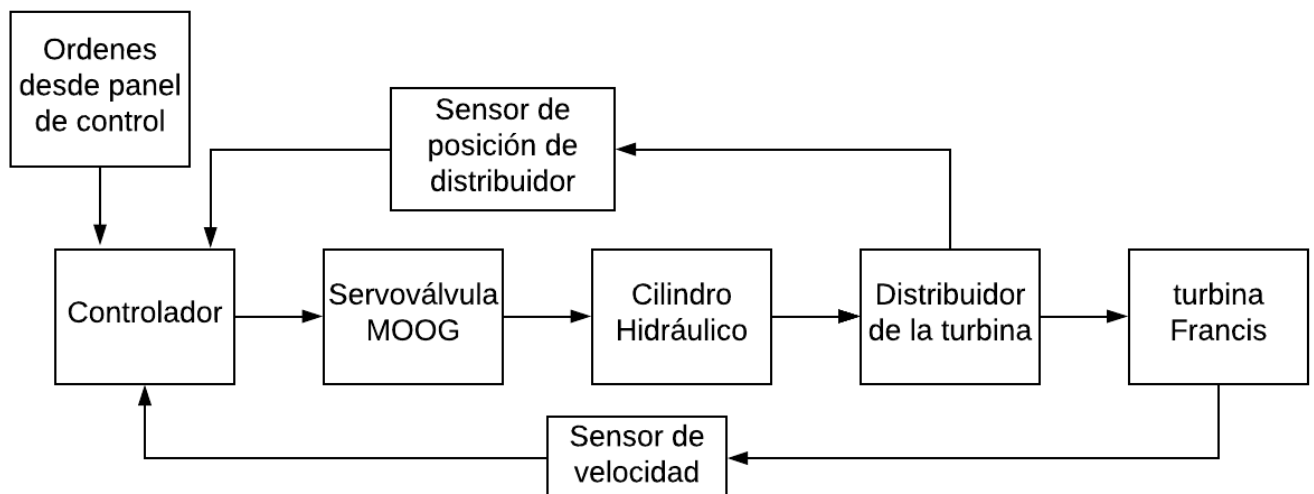 Ordenes
desde panel
de control
Sensor de
posición de
distribuidor
Controlador
Servoválvula
MOOG
Cilindro
Hidráulico
Distribuidor
de la turbina
turbina
Francis
Sensor de
velocidad